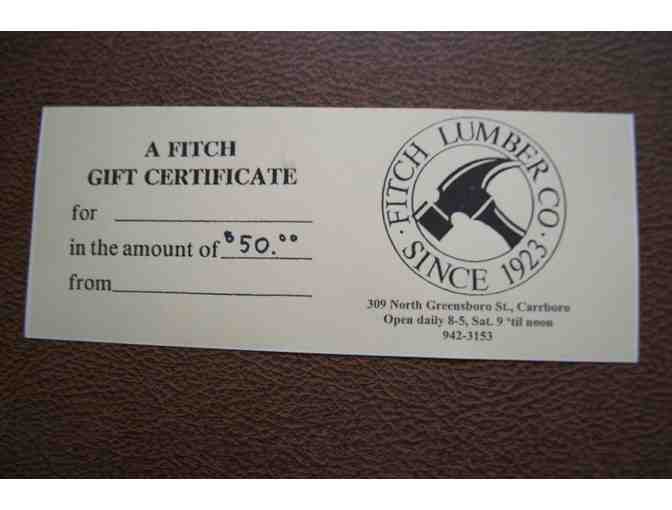 A FITCH
GIFT CERTIFICATE
for
in the amount of $50.00
from
· FITCH LUMBER CO. ·
SINCE 1923
309 North Greensboro St., Carrboro
Open daily 8-5, Sat. 9 'til noon
942-3153